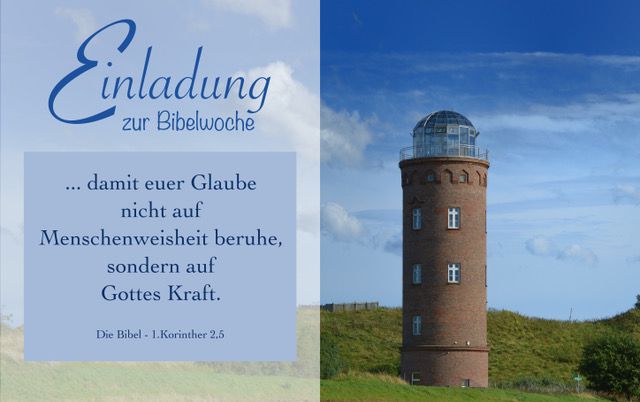 Einladung
zur Bibelwoche
... damit euer Glaube
nicht auf
Menschenweisheit beruhe,
sondern auf
Gottes Kraft.
Die Bibel - 1.Korinther 2,5